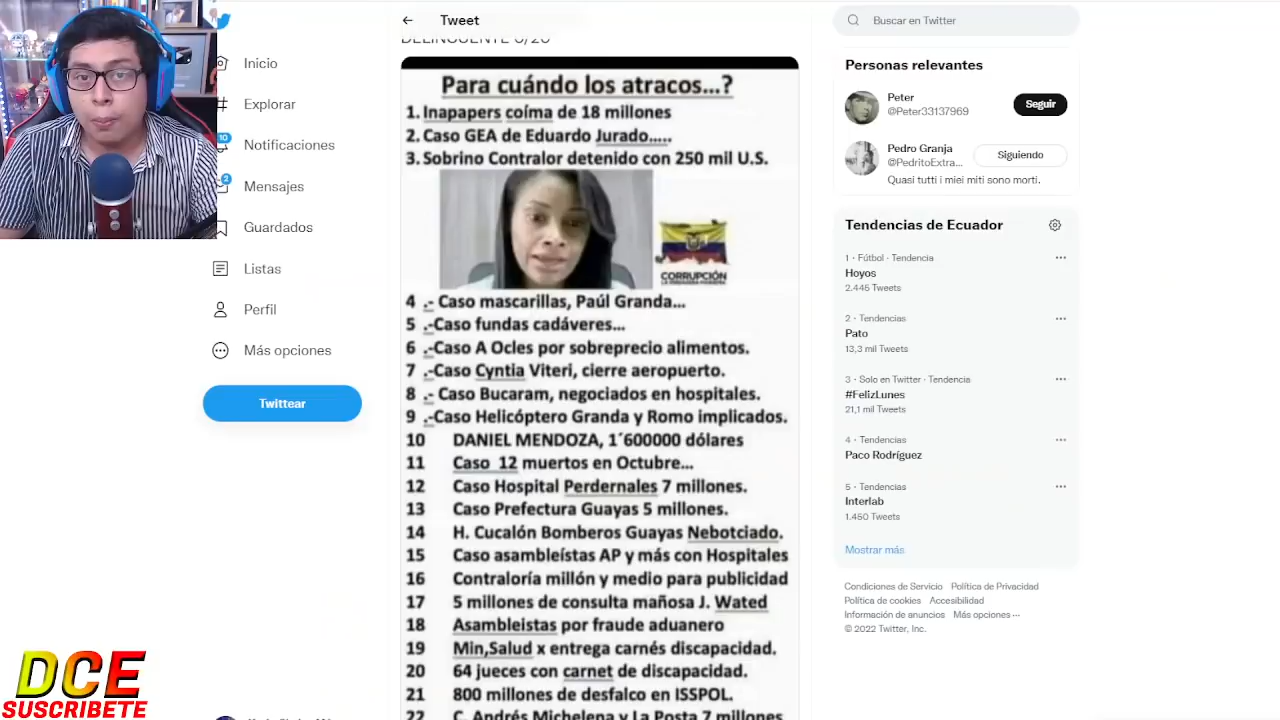 Tweet
Buscar en Twitter
Inicio
Explorar
10
Notificaciones
2
Mensajes
Guardados
Listas
Perfil
Más opciones
Twittear
DCE
SUSCRIBETE
DELINCUENTE
Para cuándo los atracos...?
1. Inapapers coíma de 18 millones
2. Caso GEA de Eduardo Jurado.....
3. Sobrino Contralor detenido con 250 mil U.S.
CORRUPCIÓN
4 .- Caso mascarillas, Paúl Granda...
5 .-Caso fundas cadáveres...
6 .-Caso A Ocles por sobreprecio alimentos.
7 .-Caso Cyntia Viteri, cierre aeropuerto.
8 .- Caso Bucaram, negociados en hospitales.
9 .-Caso Helicóptero Granda y Romo implicados.
10 DANIEL MENDOZA, 1´600000 dólares
11 Caso 12 muertos en Octubre...
12 Caso Hospital Perdernales 7 millones.
13 Caso Prefectura Guayas 5 millones.
14 H. Cucalón Bomberos Guayas Nebotciado.
15 Caso asambleístas AP y más con Hospitales
16 Contraloría millón y medio para publicidad
17 5 millones de consulta mañosa J. Wated
18 Asambleistas por fraude aduanero
19 Min,Salud x entrega carnés discapacidad.
20 64 jueces con carnet de discapacidad.
21 800 millones de desfalco en ISSPOL.
22 C. Andrés Michelena y La Posta 7 millones
Personas relevantes
Peter
@Peter33137969
Seguir
Pedro Granja
@PedritoExtra...
Siguiendo
Quasi tutti i miei miti sono morti.
Tendencias de Ecuador
1 · Fútbol · Tendencia
Hoyos
2.445 Tweets
2 · Tendencias
Pato
13,3 mil Tweets
3 · Solo en Twitter · Tendencia
#FelizLunes
21,1 mil Tweets
4 · Tendencias
Paco Rodríguez
5 · Tendencias
Interlab
1.450 Tweets
Mostrar más
Condiciones de Servicio Política de Privacidad
Política de cookies Accesibilidad
Información de anuncios Más opciones ···
© 2022 Twitter, Inc.